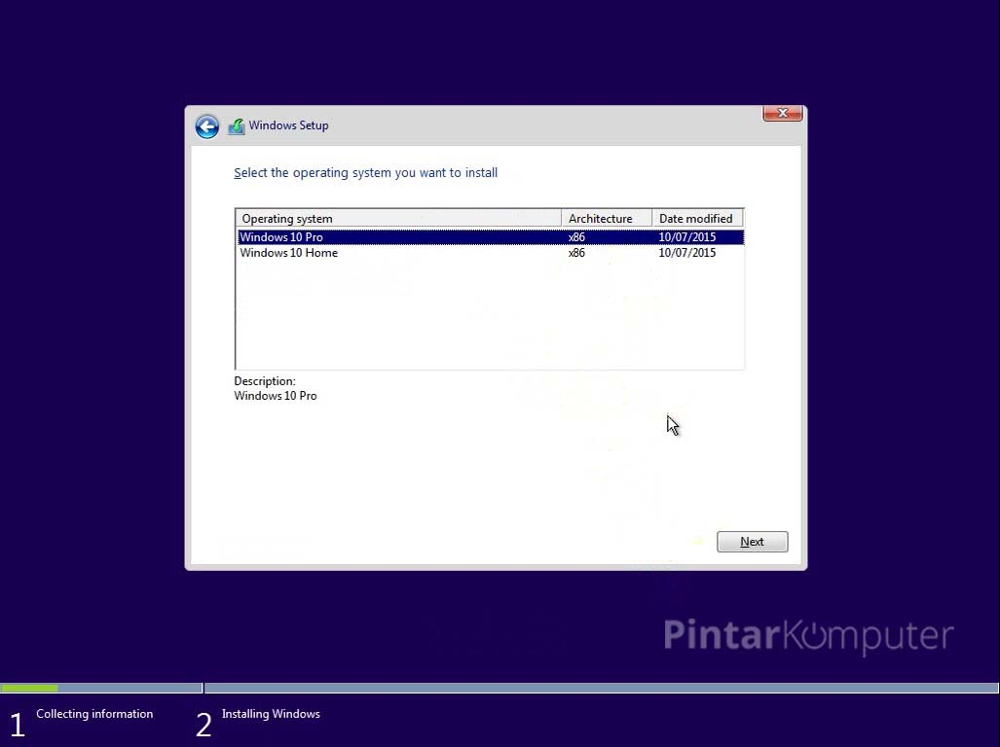 Windows Setup
Select the operating system you want to install
Operating system Architecture Date modified
Windows 10 Pro x86 10/07/2015
Windows 10 Home x86 10/07/2015
Description:
Windows 10 Pro
Next
PintarKomputer
1 Collecting information 2 Installing Windows